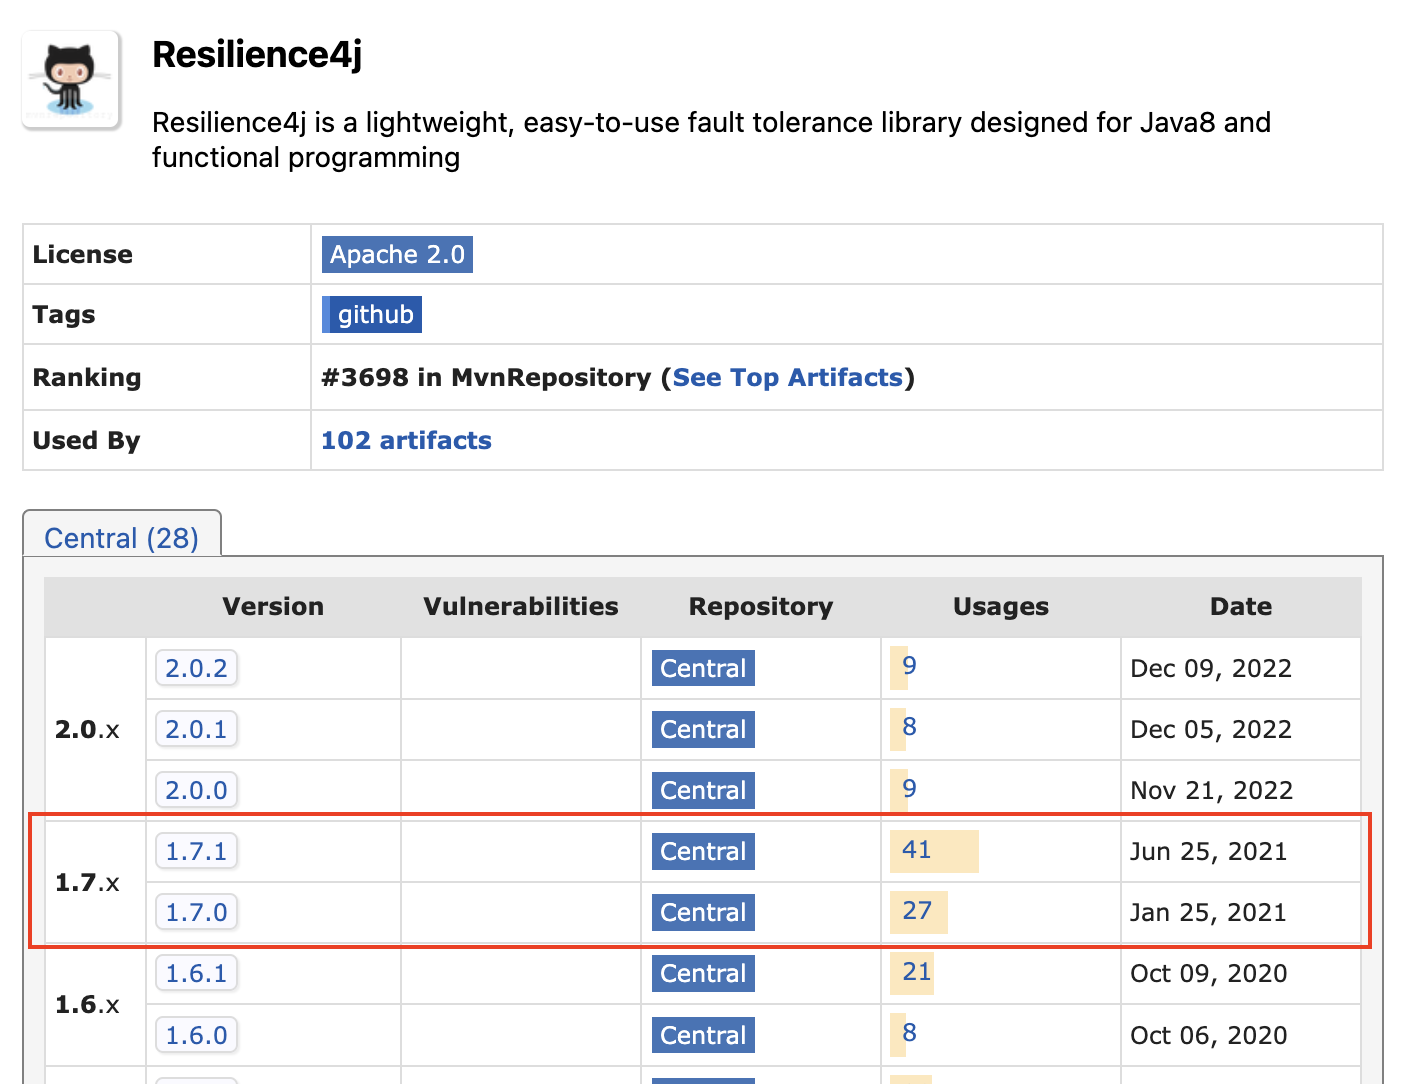 Resilience4j
Resilience4j is a lightweight, easy-to-use fault tolerance library designed for Java8 and
functional programming
License Apache 2.0
Tags github
Ranking #3698 in MvnRepository (See Top Artifacts)
Used By 102 artifacts
Central (28)
Version Vulnerabilities Repository Usages Date
2.0.x
2.0.2 Central 9 Dec 09, 2022
2.0.1 Central 8 Dec 05, 2022
2.0.0 Central 9 Nov 21, 2022
1.7.x
1.7.1 Central 41 Jun 25, 2021
1.7.0 Central 27 Jan 25, 2021
1.6.x
1.6.1 Central 21 Oct 09, 2020
1.6.0 Central 8 Oct 06, 2020